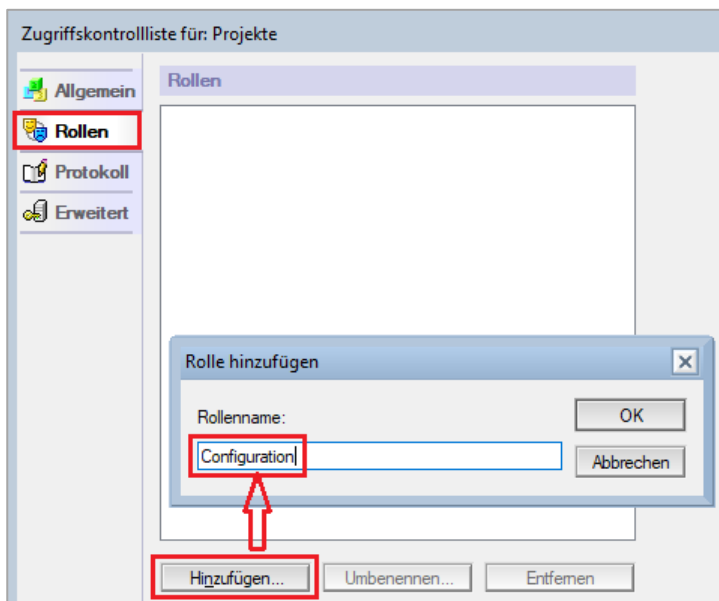 Zugriffskontrollliste für: Projekte
Allgemein
Rollen
Protokoll
Erweitert
Rollen
Rolle hinzufügen
Rollenname:
Configuration
OK
Abbrechen
Hinzufügen...
Umbenennen...
Entfernen